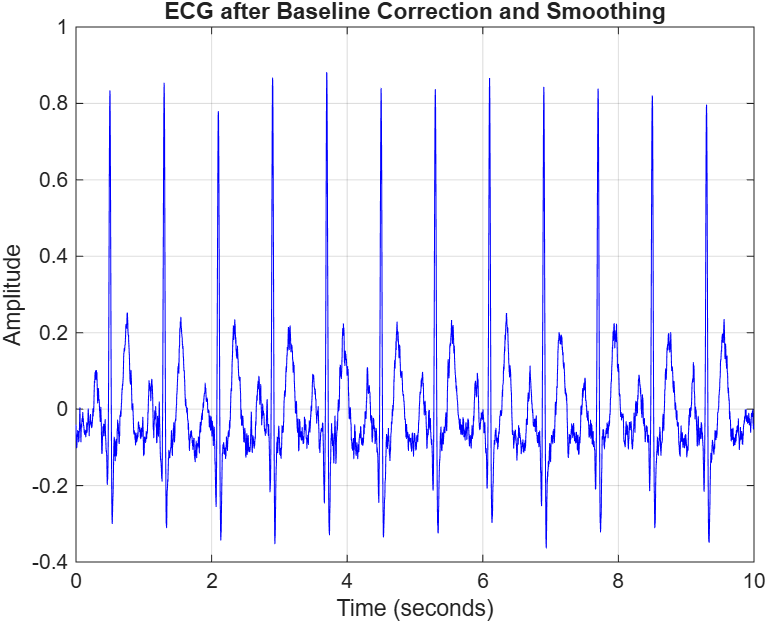 ECG after Baseline Correction and Smoothing
1
0.8
0.6
0.4
0.2
0
-0.2
-0.4
Amplitude
0 2 4 6 8 10
Time (seconds)